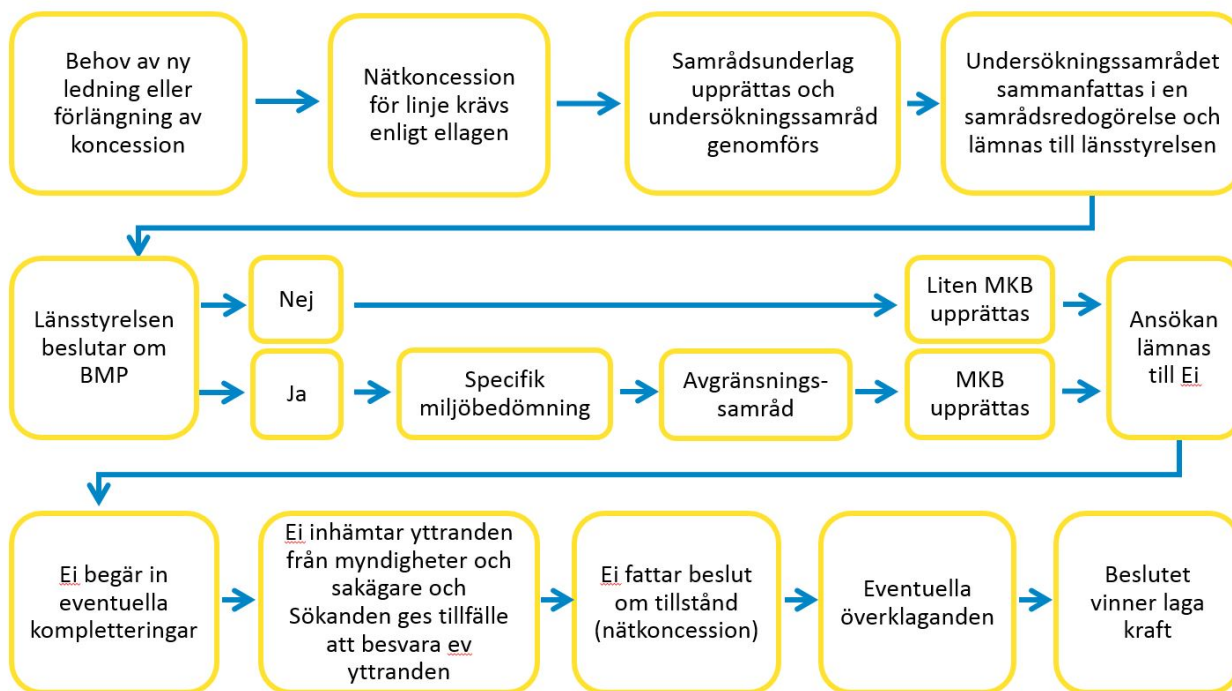 Behov av ny
ledning eller
förlängning av
koncession
Nätkoncession
för linje krävs
enligt ellagen
Samrådsunderlag
upprättas och
undersökningssamråd
genomförs
Undersökningssamrådet
sammanfattas i en
samrådsredogörelse och
lämnas till länsstyrelsen
Länsstyrelsen
beslutar om
BMP
Nej
Liten MKB
upprättas
Ja
Specifik
miljöbedömning
Avgränsnings-
samråd
MKB
upprättas
Ansökan
lämnas
till Ei
Ei begär in
eventuella
kompletteringar
Ei inhämtar yttranden
från myndigheter och
sakägare och
Sökanden ges tillfälle
att besvara ev
yttranden
Ei fattar beslut
om tillstånd
(nätkoncession)
Eventuella
överklaganden
Beslutet
vinner laga
kraft